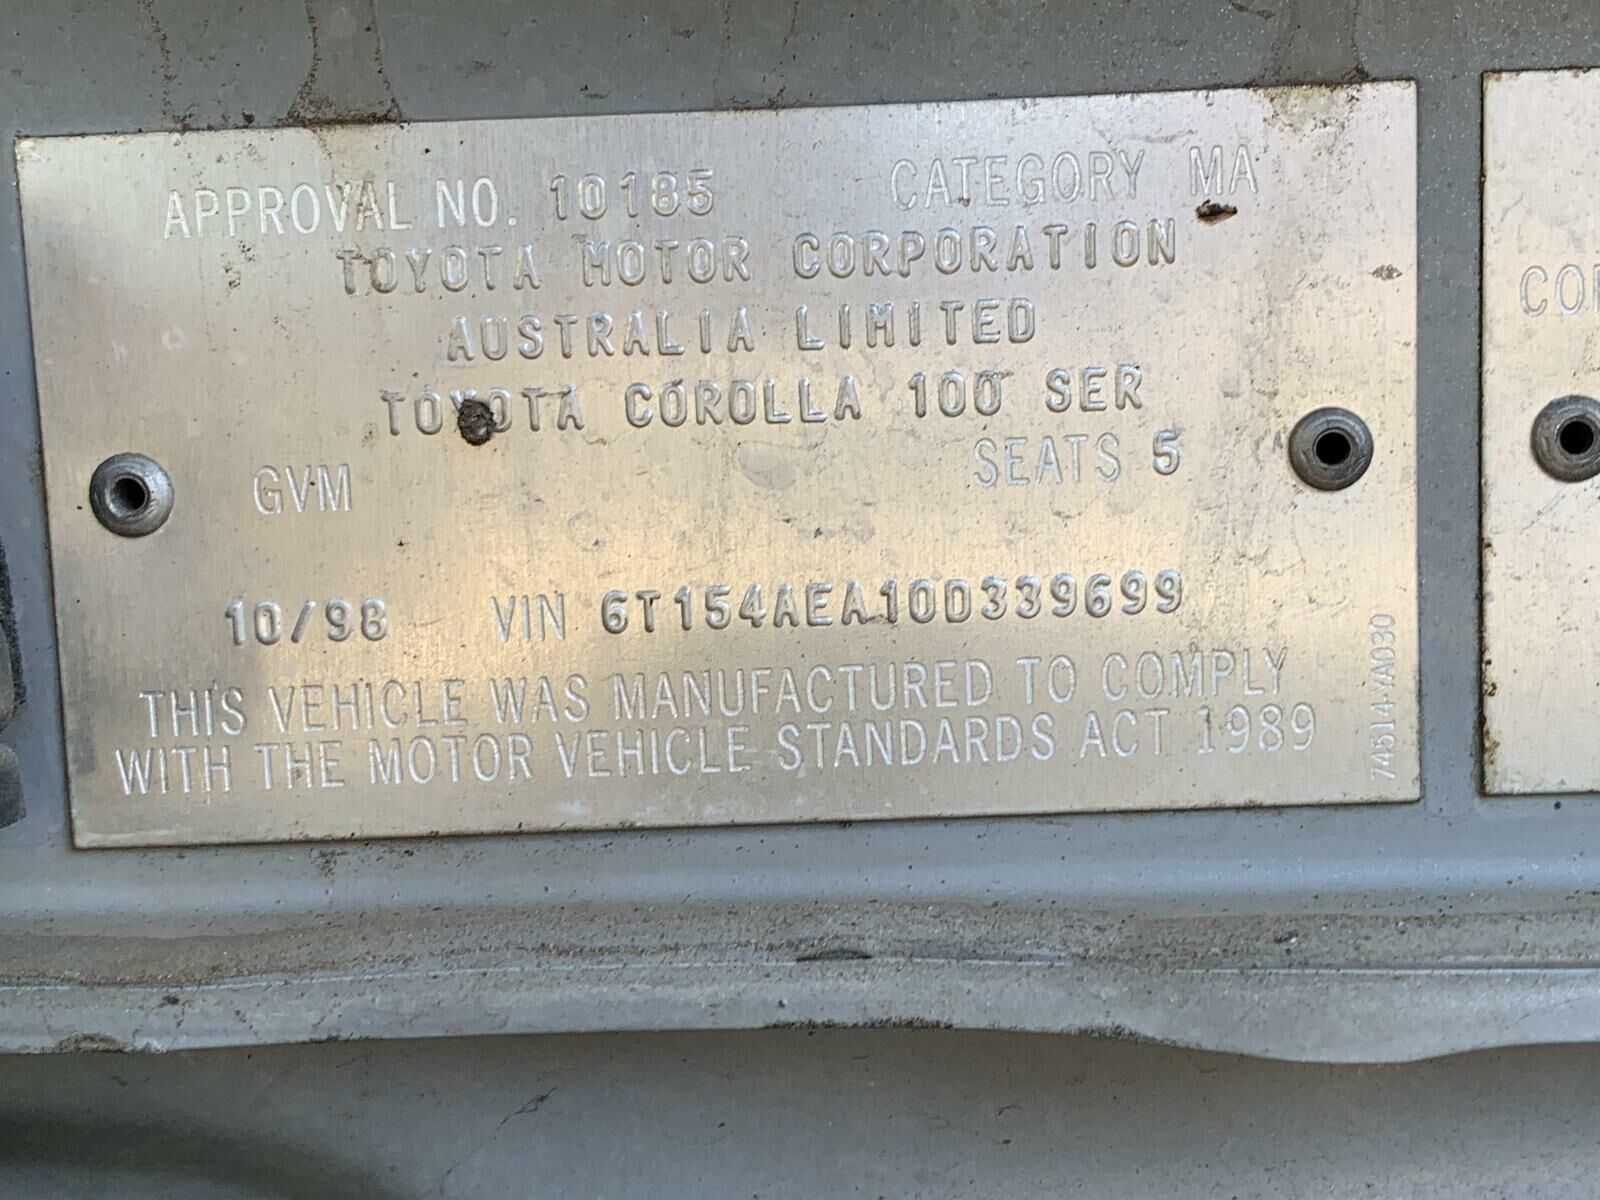 APPROVAL NO. 10185 CATEGORY MA
TOYOTA MOTOR CORPORATION
AUSTRALIA LIMITED
TOYOTA COROLLA 100 SER
SEATS 5
GVM
10/98 VIN 6T154AEA10D339699
THIS VEHICLE WAS MANUFACTURED TO COMPLY
WITH THE MOTOR VEHICLE STANDARDS ACT 1989
74514-YA030